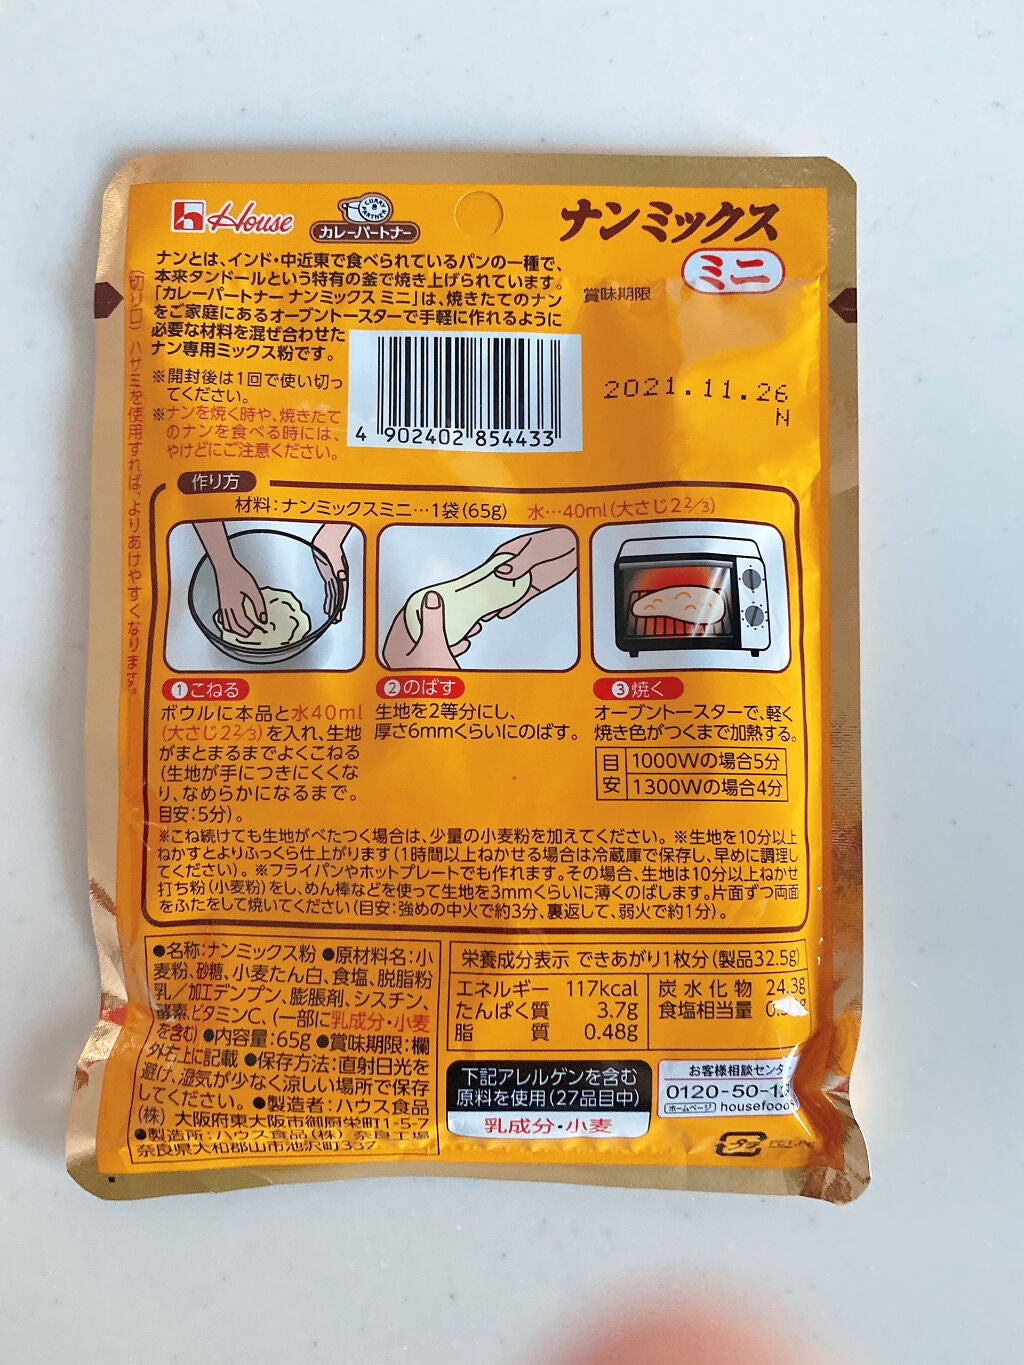 House
CURRY PARTNER
カレーパートナー
ナンミックス
ミニ
ナンとは、インド・中近東で食べられているパンの一種で、
本来タンドールという特有の釜で焼き上げられています。
「カレーパートナー ナンミックス ミニ」は、焼きたてのナン
をご家庭にあるオーブントースターで手軽に作れるように
必要な材料を混ぜ合わせた
ナン専用ミックス粉です。
※開封後は1回で使い切っ
てください。
※ナンを焼く時や、焼きたて
のナンを食べる時には、
やけどにご注意ください。
賞味期限
2021.11.26
N
4 902402 854433
(切り口) ハサミを使用すれば、よりあけやすくなります。
作り方
材料:ナンミックスミニ…1袋(65g) 水…40ml(大さじ2 2/3)
1 こねる
ボウルに本品と水40ml
(大さじ2 2/3)を入れ、生地
がまとまるまでよくこねる
(生地が手につきにくくな
り、なめらかになるまで。
目安:5分)。
2 のばす
生地を2等分にし、
厚さ6mmくらいにのばす。
3 焼く
オーブントースターで、軽く
焼き色がつくまで加熱する。
目安
1000Wの場合5分
1300Wの場合4分
※こね続けても生地がべたつく場合は、少量の小麦粉を加えてください。※生地を10分以上
ねかすとよりふっくら仕上がります(1時間以上ねかせる場合は冷蔵庫で保存し、早めに調理し
てください)。※フライパンやホットプレートでも作れます。その場合、生地は10分以上ねかせ
打ち粉(小麦粉)をし、めん棒などを使って生地を3mmくらいに薄くのばします。片面ずつ両面
をふたをして焼いてください(目安:強めの中火で約3分、裏返して、弱火で約1分)。
●名称:ナンミックス粉 ●原材料名:小
麦粉、砂糖、小麦たん白、食塩、脱脂粉
乳/加工デンプン、膨脹剤、シスチン、
酵素、ビタミンC、(一部に乳成分・小麦
を含む) ●内容量:65g ●賞味期限:欄
外右上に記載 ●保存方法:直射日光を
避け、湿気が少なく涼しい場所で保存
してください。●製造者:ハウス食品
(株) 大阪府東大阪市御厨栄町1-5-7
●製造所:ハウス食品(株) 奈良工場
奈良県大和郡山市池沢町337
栄養成分表示 できあがり1枚分(製品32.5g)
エネルギー 117kcal
たんぱく質 3.7g
脂質 0.48g
炭水化物 24.3g
食塩相当量
下記アレルゲンを含む
原料を使用(27品目中)
乳成分・小麦
お客様相談センター
0120-50-1
ホームページ housefoods
プラ